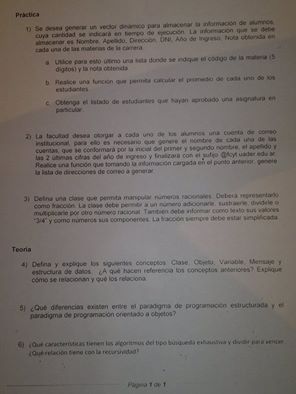 Práctica
1) Se desea generar un vector dinámico para almacenar la información de alumnos,
cuya cantidad se indicará en tiempo de ejecución. La información que se debe
almacenar es Nombre, Apellido, Dirección, DNI, Año de Ingreso, Nota obtenida en
cada una de las materias de la carrera.
a. Utilice para esto último una lista donde se indique el código de la materia (5
dígitos) y la nota obtenida
b. Realice una función que permita calcular el promedio de cada uno de los
estudiantes.
c. Obtenga el listado de estudiantes que hayan aprobado una asignatura en
particular
2) La facultad desea otorgar a cada uno de los alumnos una cuenta de correo
institucional, para ello es necesario que genere el nombre de cada una de las
cuentas, que se conformará por la inicial del primer y segundo nombre, el apellido y
las 2 últimas cifras del año de ingreso y finalizará con el sufijo @fcyt.uader.edu.ar.
Realice una función que tomando la información cargada en el punto anterior, genere
la lista de direcciones de correo a generar.
3) Defina una clase que permita manipular números racionales. Deberá representarlo
como fracción. La clase debe permitir a un número adicionarle, sustraerle, dividirle o
multiplicarle por otro número racional. También debe informar como texto sus valores
"3/4" y como números sus componentes. La fracción siempre debe estar simplificada.
Teoría
4) Defina y explique los siguientes conceptos: Clase, Objeto, Variable, Mensaje y
estructura de datos. ¿A qué hacen referencia los conceptos anteriores? Explique
cómo se relacionan y qué los relaciona.
5) ¿Qué diferencias existen entre el paradigma de programación estructurada y el
paradigma de programación orientado a objetos?
6) ¿Qué características tienen los algoritmos del tipo búsqueda exhaustiva y dividir para vencer
¿Qué relación tiene con la recursividad?
Página 1 de 1